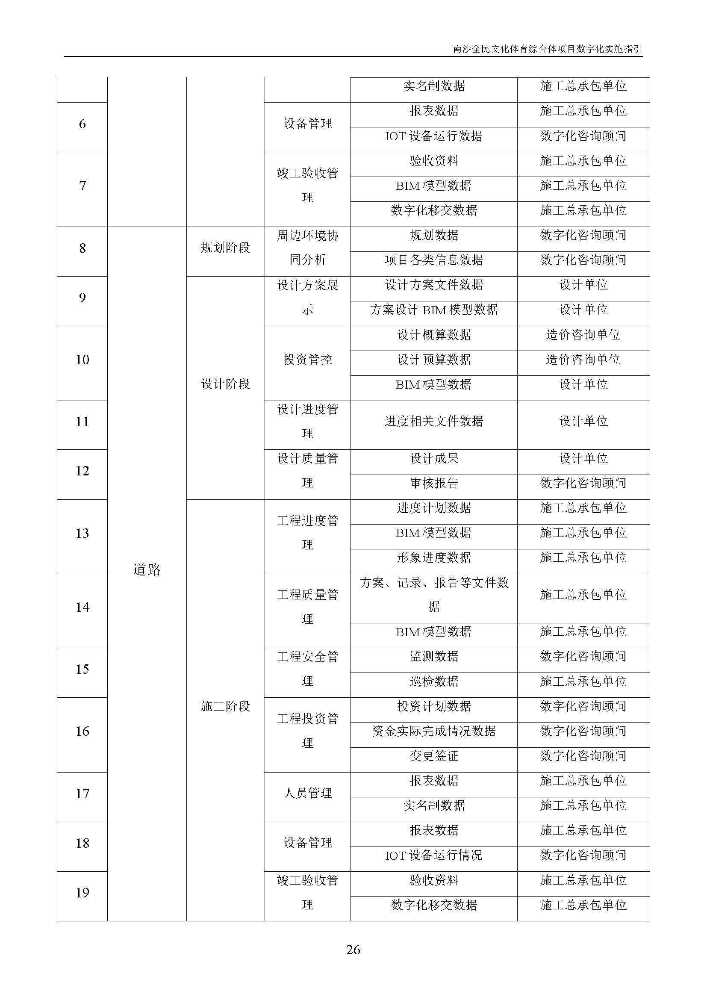 南沙全民文化体育综合体项目数字化实施指引
实名制数据 施工总承包单位
6 设备管理 报表数据 施工总承包单位
IOT 设备运行数据 数字化咨询顾问
7 竣工验收管
理
验收资料 施工总承包单位
BIM 模型数据 施工总承包单位
数字化移交数据 施工总承包单位
道路
8 规划阶段 周边环境协
同分析
规划数据 数字化咨询顾问
项目各类信息数据 数字化咨询顾问
设计阶段
9 设计方案展
示
设计方案文件数据 设计单位
方案设计 BIM 模型数据 设计单位
10 投资管控 设计概算数据 造价咨询单位
设计预算数据 造价咨询单位
BIM 模型数据 设计单位
11 设计进度管
理
进度相关文件数据 设计单位
12 设计质量管
理
设计成果 设计单位
审核报告 数字化咨询顾问
施工阶段
13 工程进度管
理
进度计划数据 施工总承包单位
BIM 模型数据 施工总承包单位
形象进度数据 施工总承包单位
14 工程质量管
理
方案、记录、报告等文件数
据
施工总承包单位
BIM 模型数据 施工总承包单位
15 工程安全管
理
监测数据 数字化咨询顾问
巡检数据 施工总承包单位
16 工程投资管
理
投资计划数据 数字化咨询顾问
资金实际完成情况数据 数字化咨询顾问
变更签证 数字化咨询顾问
17 人员管理 报表数据 施工总承包单位
实名制数据 施工总承包单位
18 设备管理 报表数据 施工总承包单位
IOT 设备运行情况 数字化咨询顾问
19 竣工验收管
理
验收资料 施工总承包单位
数字化移交数据 施工总承包单位
26